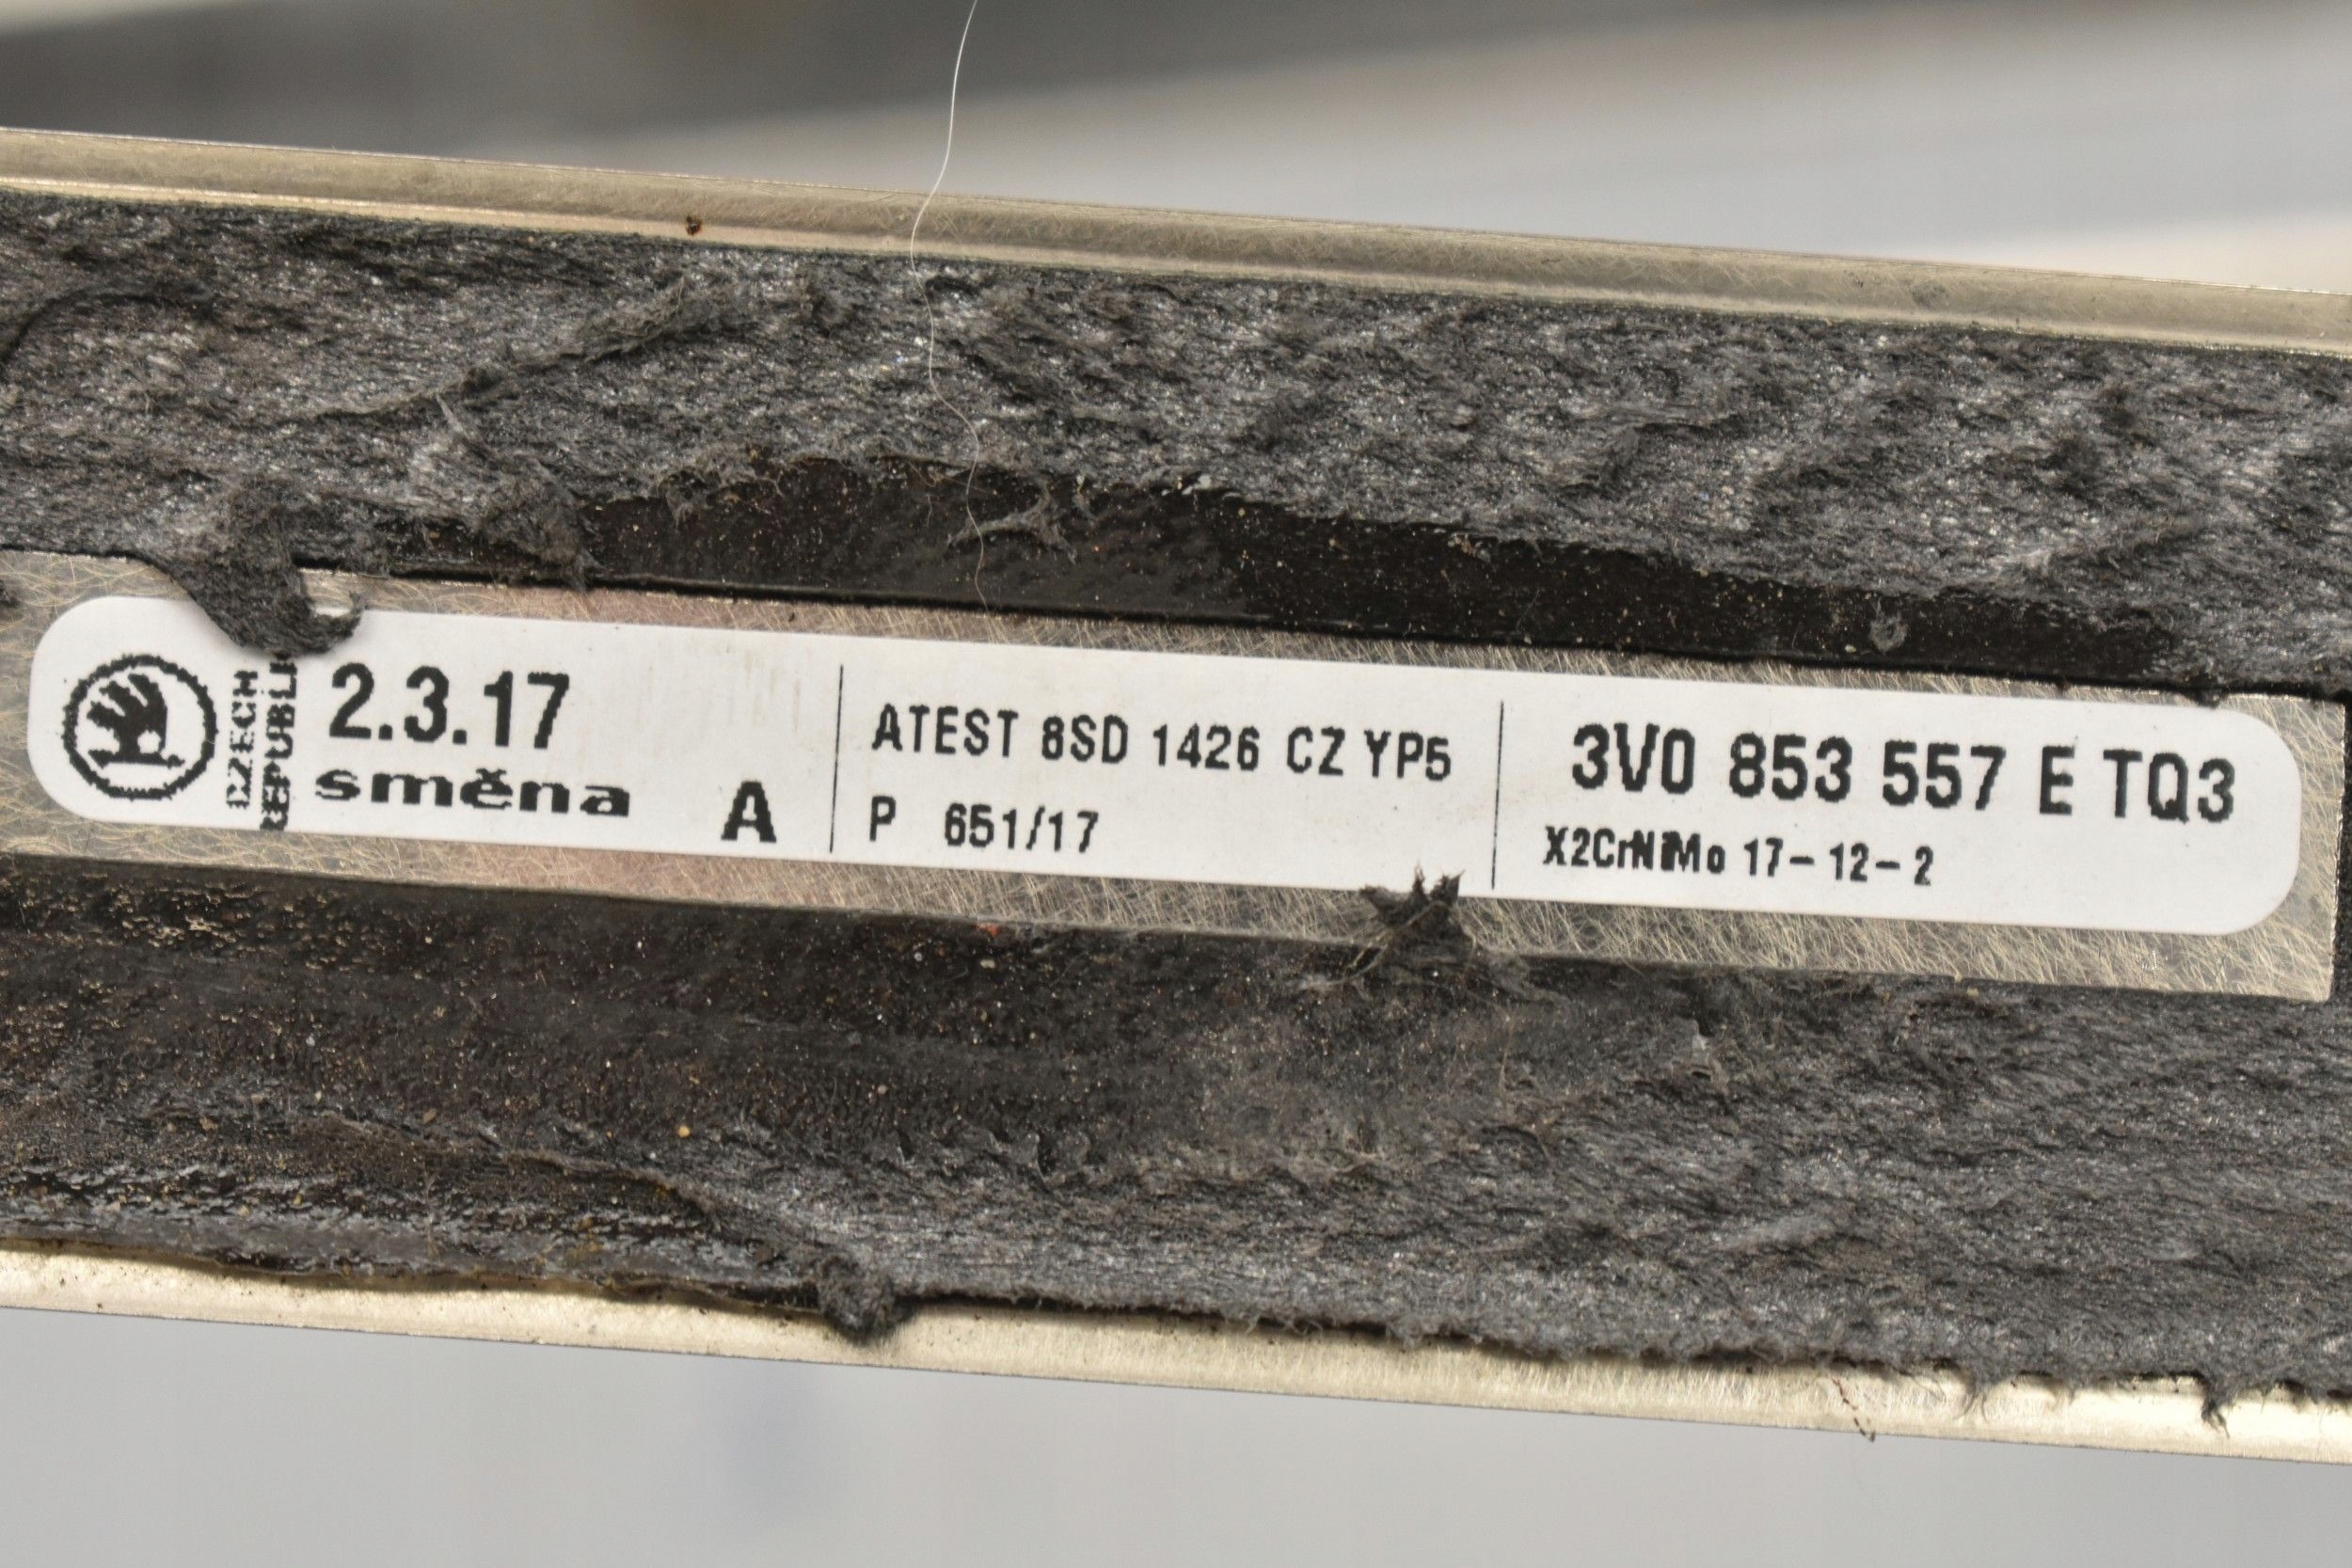 CZECH
REPUBLIC
2.3.17
směna A
ATEST 8SD 1426 CZ YP5
P 651/17
3V0 853 557 E TQ3
X2CrNiMo 17-12-2